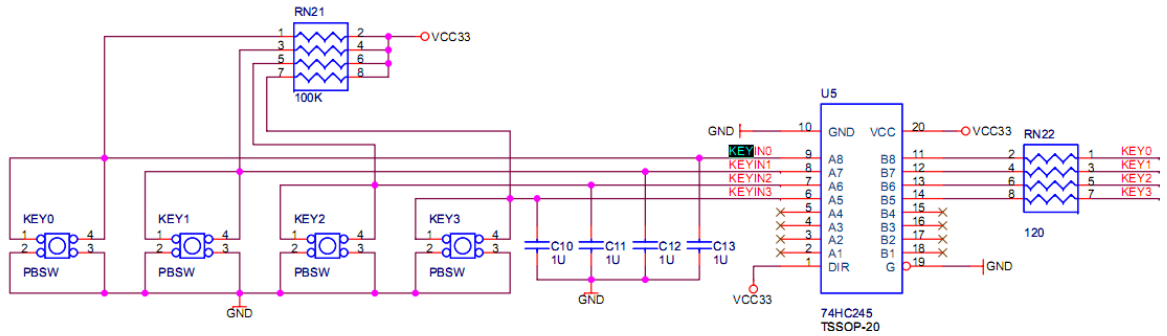 RN21
1 2 VCC33
3 4
5 6
7 8
100K
U5
GND 10 GND VCC 20 VCC33
RN22
KEYIN0 9 A8 B8 11 2 1 KEY0
KEYIN1 8 A7 B7 12 4 3 KEY1
KEYIN2 7 A6 B6 13 6 5 KEY2
KEYIN3 6 A5 B5 14 8 7 KEY3
5 A4 B4 15
4 A3 B3 16
3 A2 B2 17
2 A1 B1 18
1 DIR G 19 GND
120
KEY0 KEY1 KEY2 KEY3
1 4 1 4 1 4 1 4
2 3 2 3 2 3 2 3
PBSW PBSW PBSW PBSW
C10 C11 C12 C13
1U 1U 1U 1U
GND GND
VCC33
74HC245
TSSOP-20